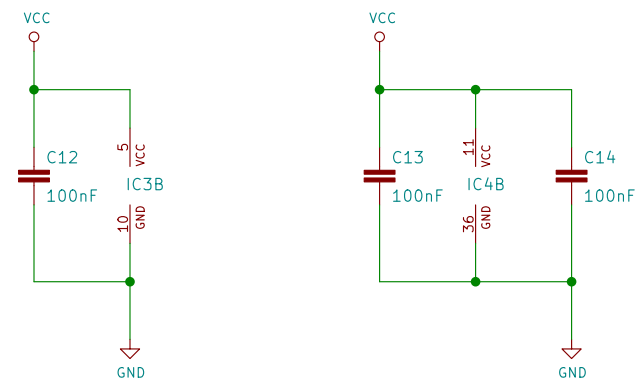 VCC
C12
100nF
5
VCC
IC3B
10
GND
GND
VCC
C13
100nF
11
VCC
IC4B
36
GND
C14
100nF
GND